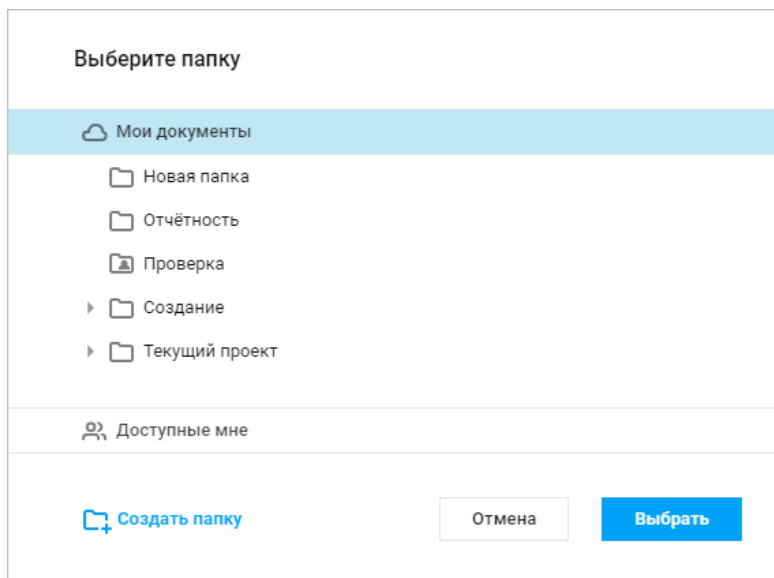 Выберите папку
Мои документы
Новая папка
Отчётность
Проверка
Создание
Текущий проект
Доступные мне
Создать папку
Отмена
Выбрать